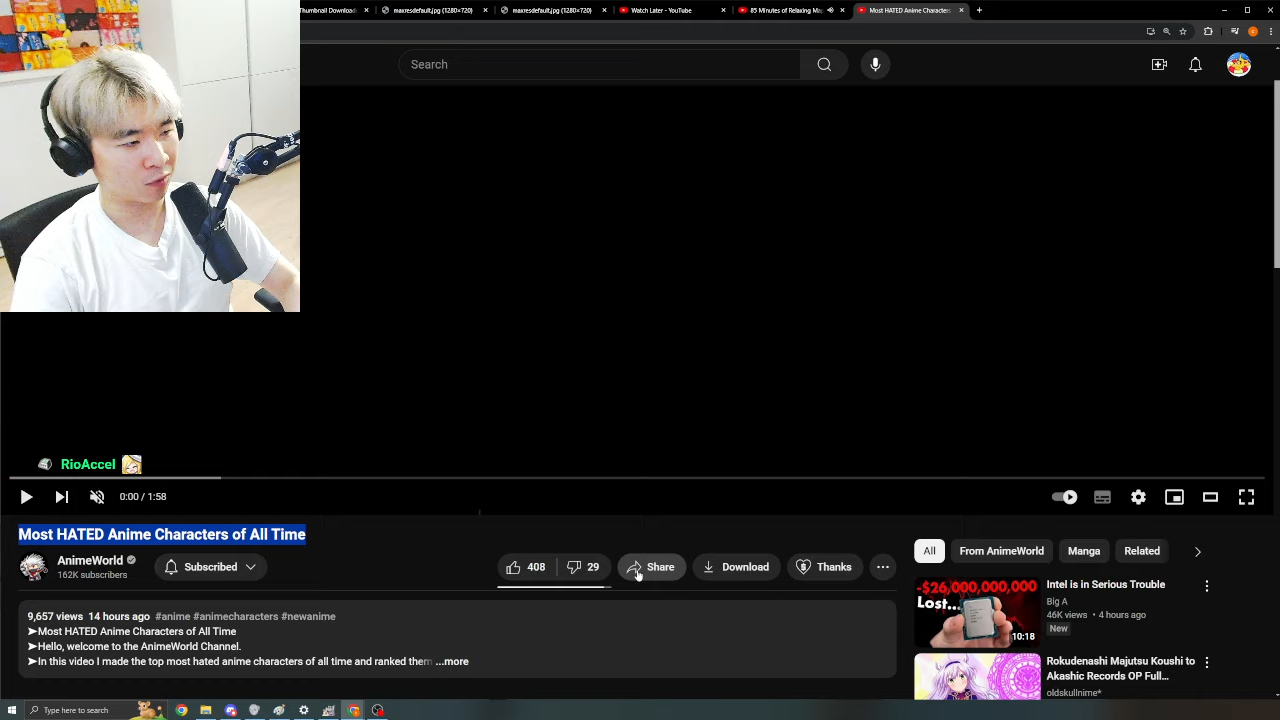 Thumbnail Download
maxresdefault.jpg (1280×720)
maxresdefault.jpg (1280×720)
Watch Later - YouTube
85 Minutes of Relaxing Ma
Most HATED Anime Characters
Search
RioAccel
0:00 / 1:58
Most HATED Anime Characters of All Time
AnimeWorld
162K subscribers
Subscribed
408
29
Share
Download
Thanks
9,657 views 14 hours ago #anime #animecharacters #newanime
➤Most HATED Anime Characters of All Time
➤Hello, welcome to the AnimeWorld Channel.
➤In this video I made the top most hated anime characters of all time and ranked them ...more
All
From AnimeWorld
Manga
Related
-$26,000,000,000
Lost...
10:18
Intel is in Serious Trouble
Big A
46K views • 4 hours ago
New
Rokudenashi Majutsu Koushi to
Akashic Records OP Full...
oldskullnime*
Type here to search